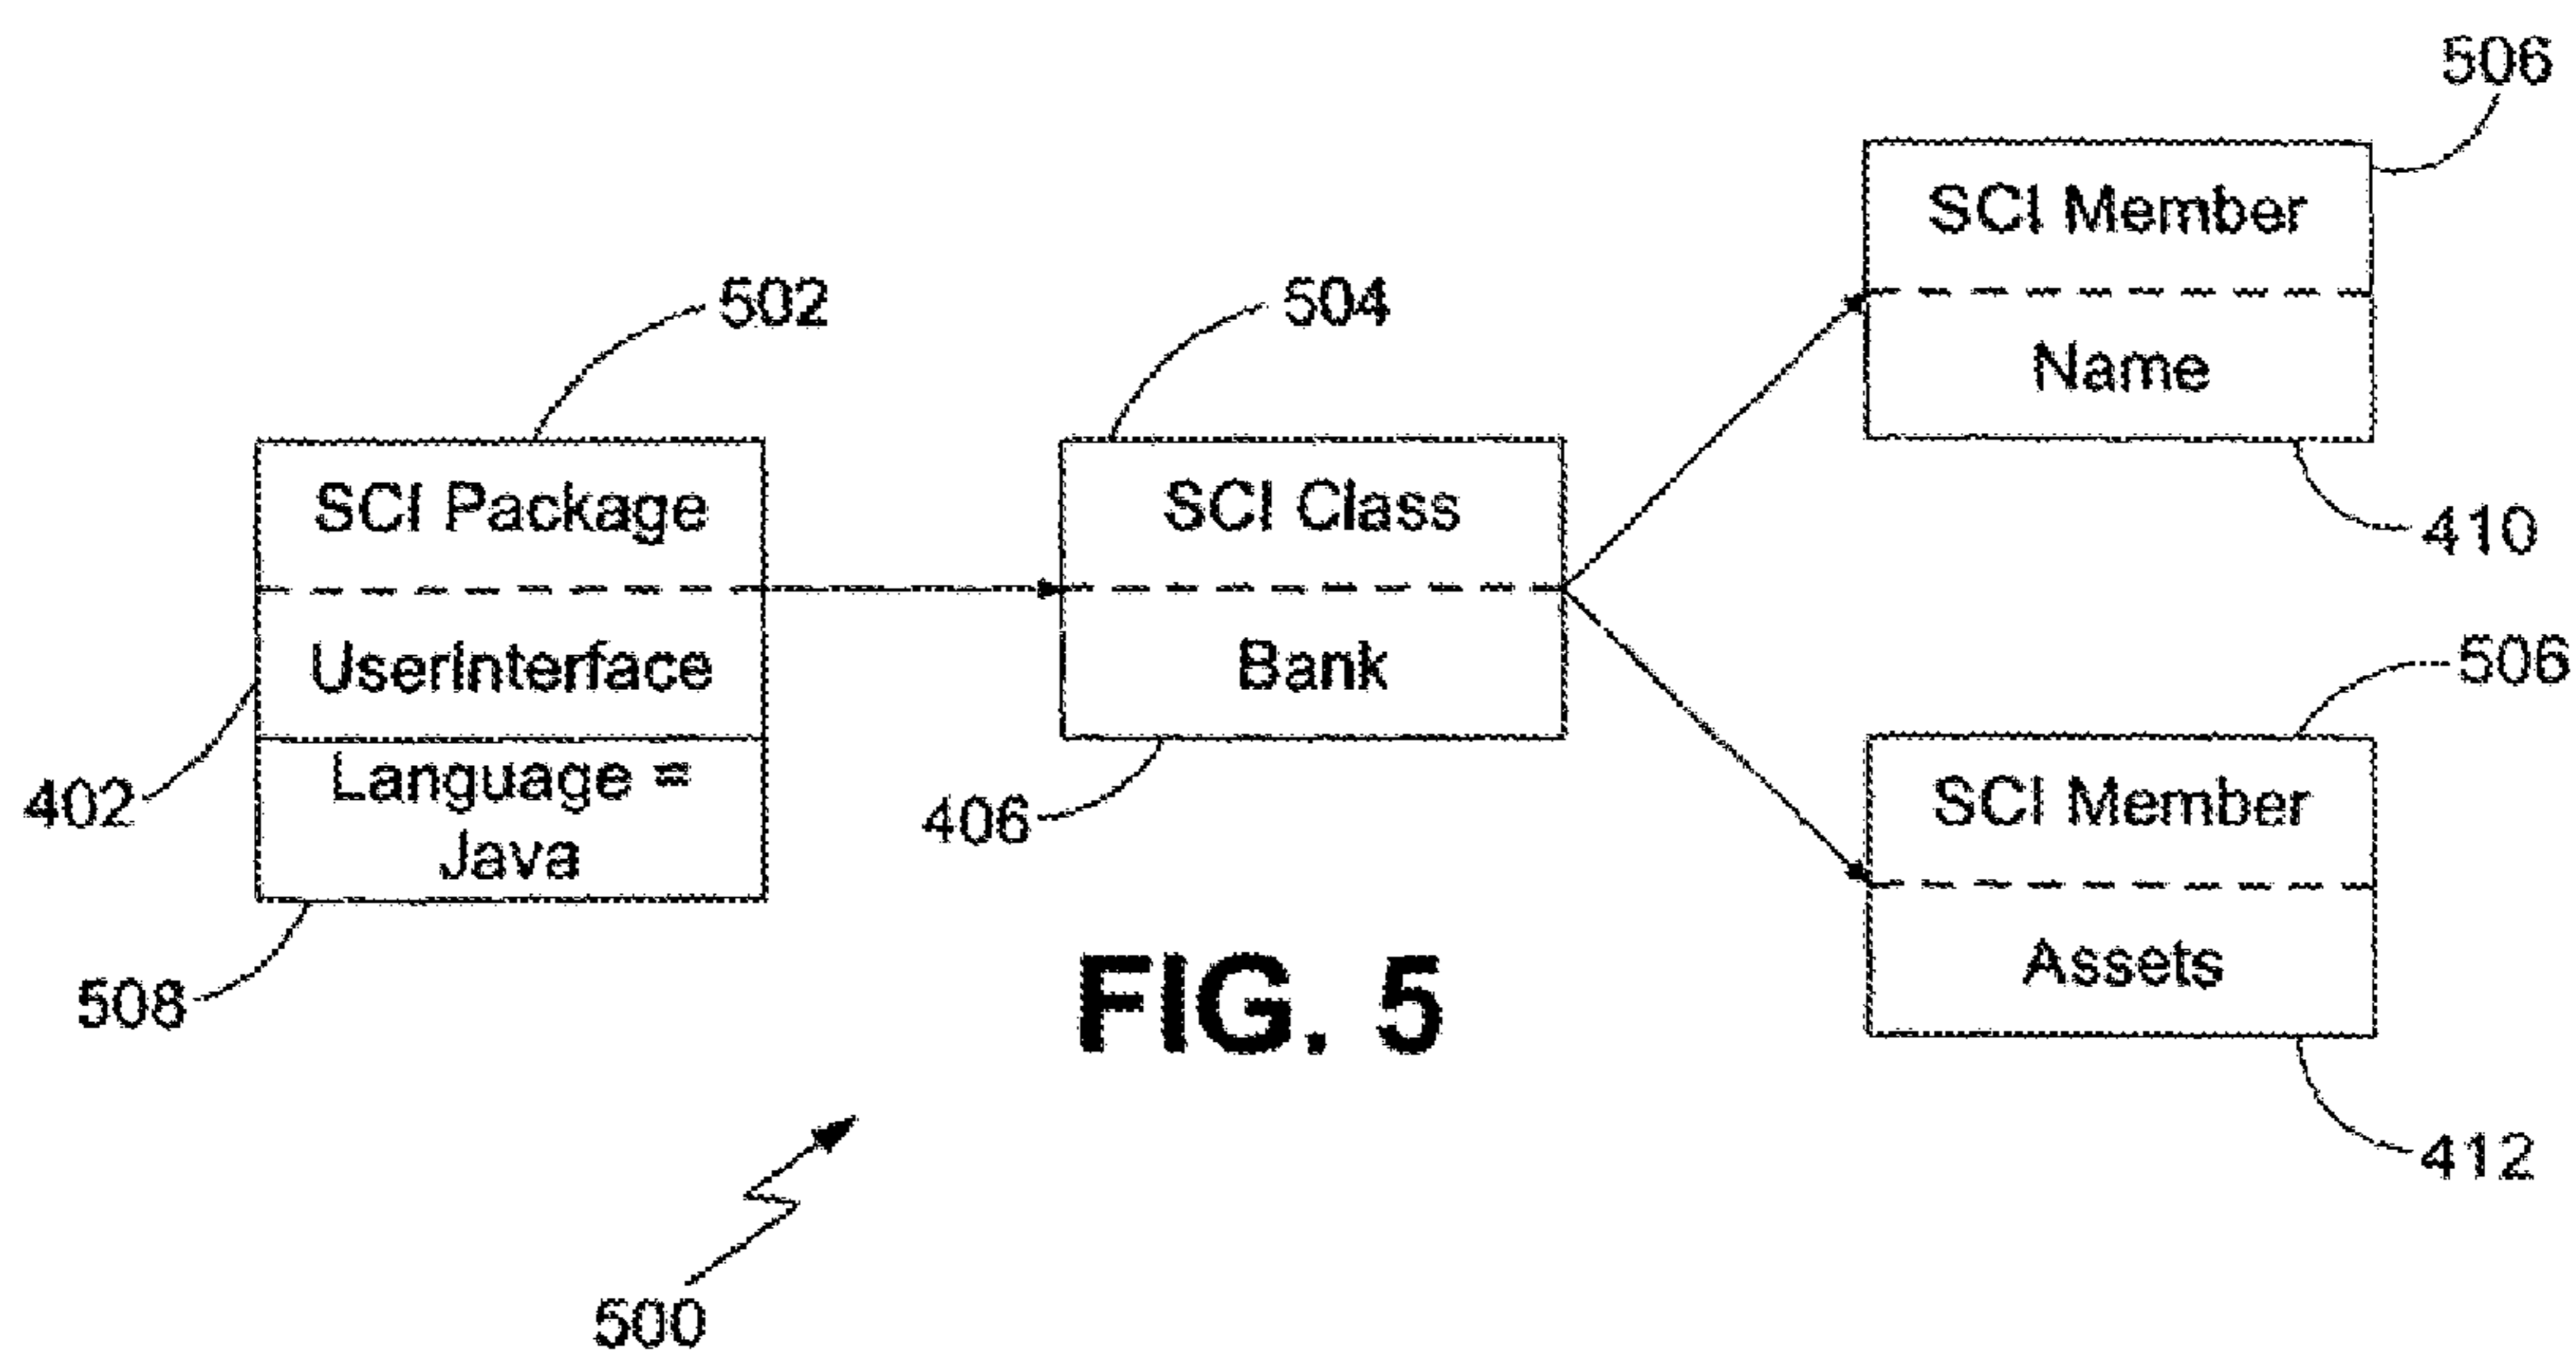 506
SCI Member
Name
410
502
504
SCI Package
UserInterface
Language =
Java
402
508
SCI Class
Bank
406
506
SCI Member
Assets
412
FIG. 5
500